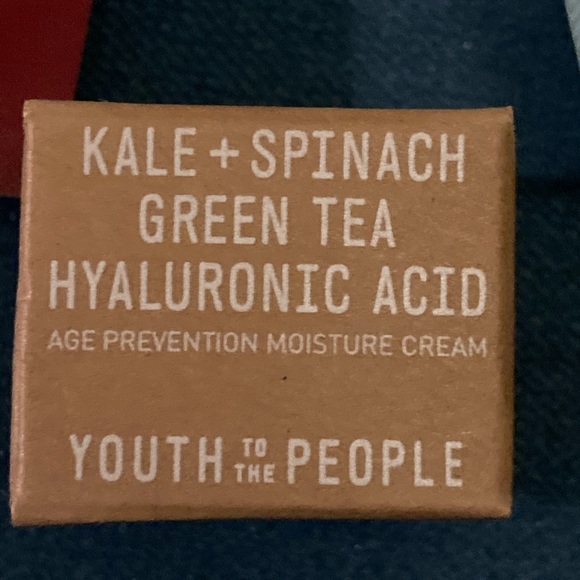 KALE + SPINACH
GREEN TEA
HYALURONIC ACID
AGE PREVENTION MOISTURE CREAM
YOUTH TO THE PEOPLE